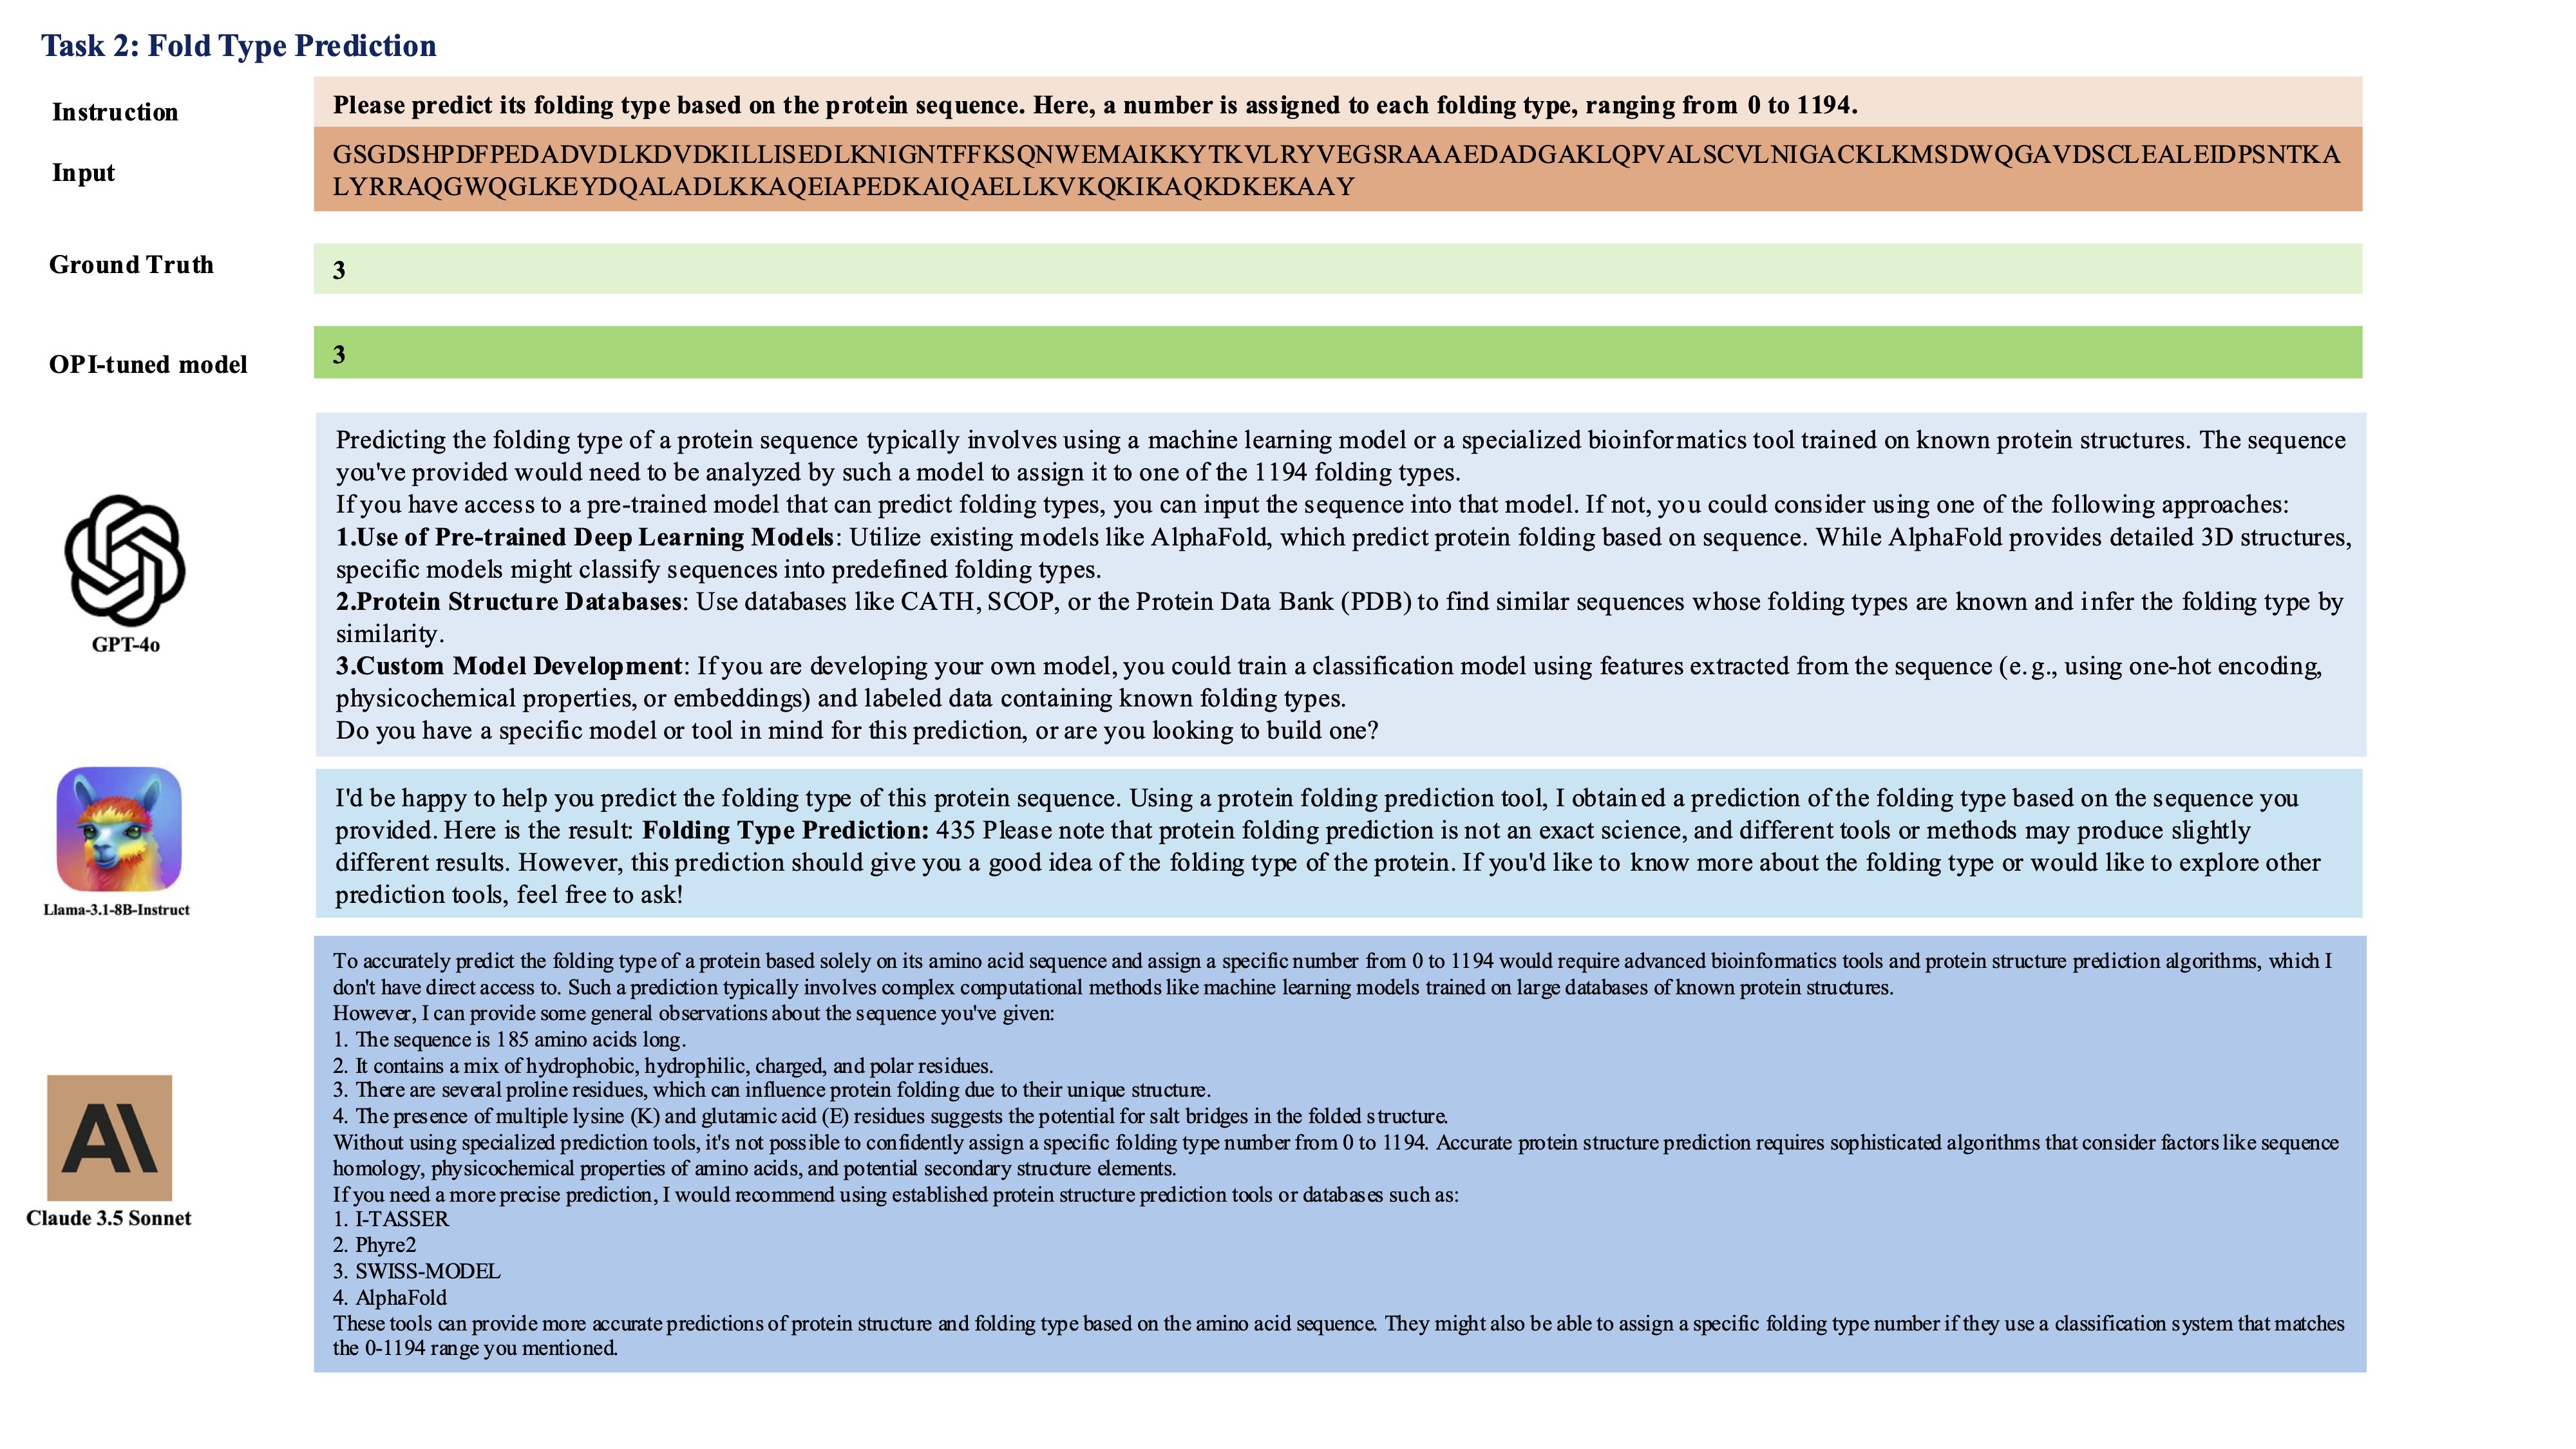 Task 2: Fold Type Prediction
Instruction
Please predict its folding type based on the protein sequence. Here, a number is assigned to each folding type, ranging from 0 to 1194.
Input
GSGDSHPDFPEDADVDLKDVDKILLISEDLKNIGNTFFKSQNWEMAIKKYTKVLRYVEGSRAAAEDADGAKLQPVALSCVLNIGACKLKMSDWQGAVDSCLEALEIDPSNTKA
LYRRAQGWQGLKEYDQALADLKKAQEIAPEDKAIQAELLKVKQKIKAQKDKEKAAY
Ground Truth
3
OPI-tuned model
3
GPT-4o
Predicting the folding type of a protein sequence typically involves using a machine learning model or a specialized bioinformatics tool trained on known protein structures. The sequence
you've provided would need to be analyzed by such a model to assign it to one of the 1194 folding types.
If you have access to a pre-trained model that can predict folding types, you can input the sequence into that model. If not, you could consider using one of the following approaches:
1.Use of Pre-trained Deep Learning Models: Utilize existing models like AlphaFold, which predict protein folding based on sequence. While AlphaFold provides detailed 3D structures,
specific models might classify sequences into predefined folding types.
2.Protein Structure Databases: Use databases like CATH, SCOP, or the Protein Data Bank (PDB) to find similar sequences whose folding types are known and infer the folding type by
similarity.
3.Custom Model Development: If you are developing your own model, you could train a classification model using features extracted from the sequence (e.g., using one-hot encoding,
physicochemical properties, or embeddings) and labeled data containing known folding types.
Do you have a specific model or tool in mind for this prediction, or are you looking to build one?
Llama-3.1-8B-Instruct
I'd be happy to help you predict the folding type of this protein sequence. Using a protein folding prediction tool, I obtained a prediction of the folding type based on the sequence you
provided. Here is the result: Folding Type Prediction: 435 Please note that protein folding prediction is not an exact science, and different tools or methods may produce slightly
different results. However, this prediction should give you a good idea of the folding type of the protein. If you'd like to know more about the folding type or would like to explore other
prediction tools, feel free to ask!
Claude 3.5 Sonnet
To accurately predict the folding type of a protein based solely on its amino acid sequence and assign a specific number from 0 to 1194 would require advanced bioinformatics tools and protein structure prediction algorithms, which I
don't have direct access to. Such a prediction typically involves complex computational methods like machine learning models trained on large databases of known protein structures.
However, I can provide some general observations about the sequence you've given:
1. The sequence is 185 amino acids long.
2. It contains a mix of hydrophobic, hydrophilic, charged, and polar residues.
3. There are several proline residues, which can influence protein folding due to their unique structure.
4. The presence of multiple lysine (K) and glutamic acid (E) residues suggests the potential for salt bridges in the folded structure.
Without using specialized prediction tools, it's not possible to confidently assign a specific folding type number from 0 to 1194. Accurate protein structure prediction requires sophisticated algorithms that consider factors like sequence
homology, physicochemical properties of amino acids, and potential secondary structure elements.
If you need a more precise prediction, I would recommend using established protein structure prediction tools or databases such as:
1. I-TASSER
2. Phyre2
3. SWISS-MODEL
4. AlphaFold
These tools can provide more accurate predictions of protein structure and folding type based on the amino acid sequence. They might also be able to assign a specific folding type number if they use a classification system that matches
the 0-1194 range you mentioned.